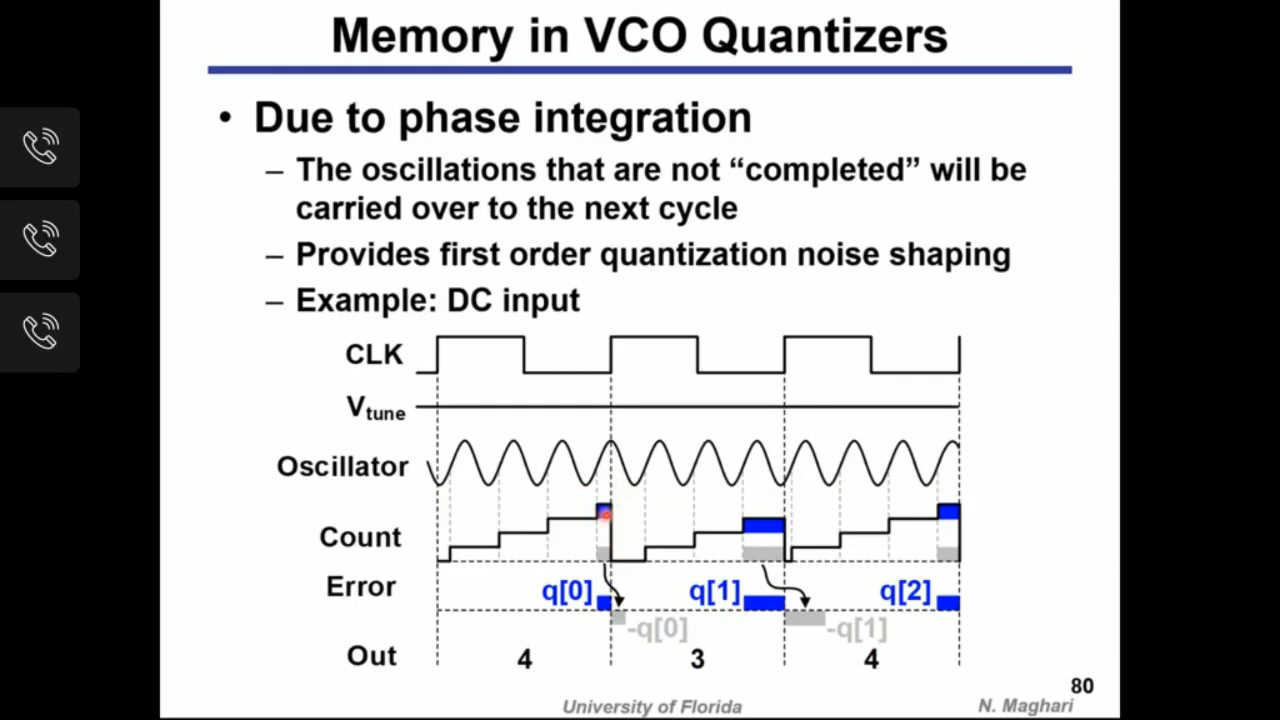 Memory in VCO Quantizers
• Due to phase integration
– The oscillations that are not “completed” will be
carried over to the next cycle
– Provides first order quantization noise shaping
– Example: DC input
CLK
Vtune
Oscillator
Count
Error q[0] q[1] q[2]
-q[0] -q[1]
Out 4 3 4
80
University of Florida N. Maghari